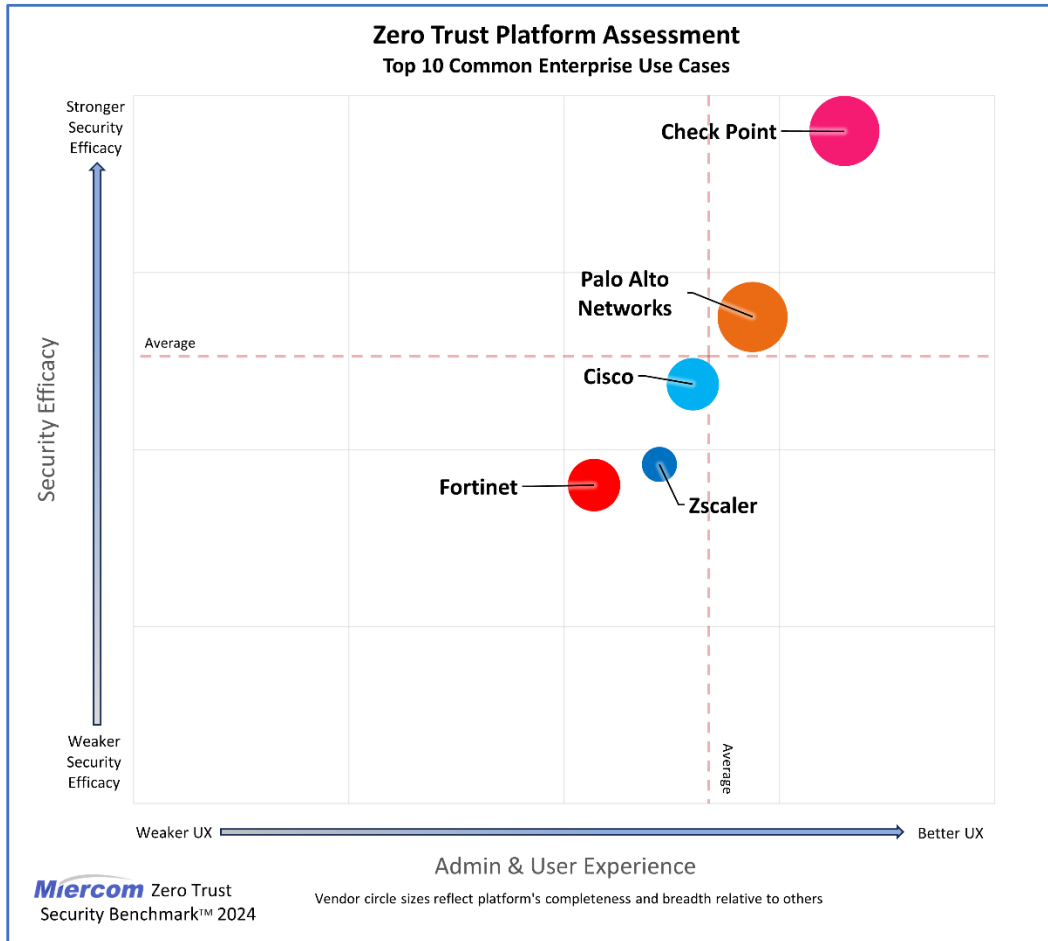 Zero Trust Platform Assessment
Top 10 Common Enterprise Use Cases
Stronger
Security
Efficacy
Check Point
Palo Alto
Networks
Average
Cisco
Security Efficacy
Fortinet
Zscaler
Weaker
Security
Efficacy
Average
Weaker UX
Better UX
Admin & User Experience
Miercom Zero Trust
Security Benchmark™ 2024
Vendor circle sizes reflect platform's completeness and breadth relative to others